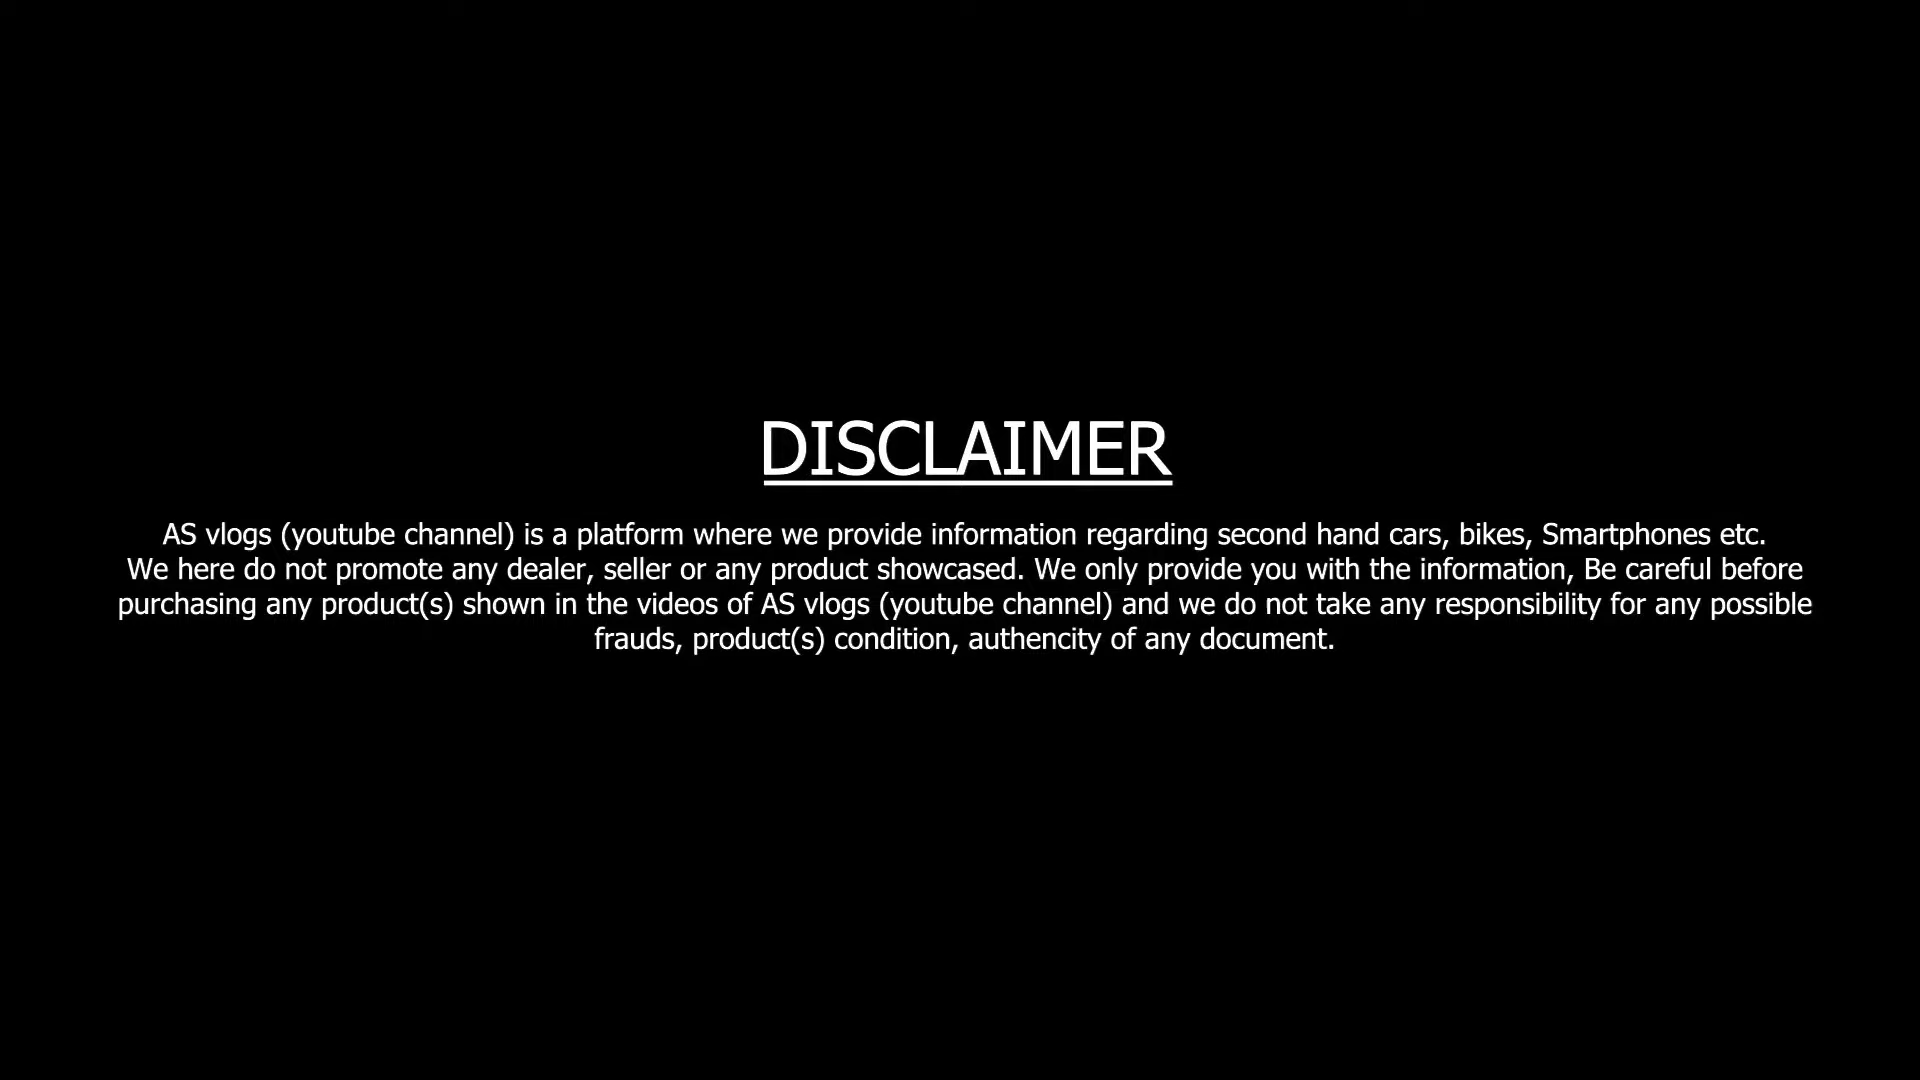 DISCLAIMER
AS vlogs (youtube channel) is a platform where we provide information regarding second hand cars, bikes, Smartphones etc.
We here do not promote any dealer, seller or any product showcased. We only provide you with the information, Be careful before
purchasing any product(s) shown in the videos of AS vlogs (youtube channel) and we do not take any responsibility for any possible
frauds, product(s) condition, authencity of any document.